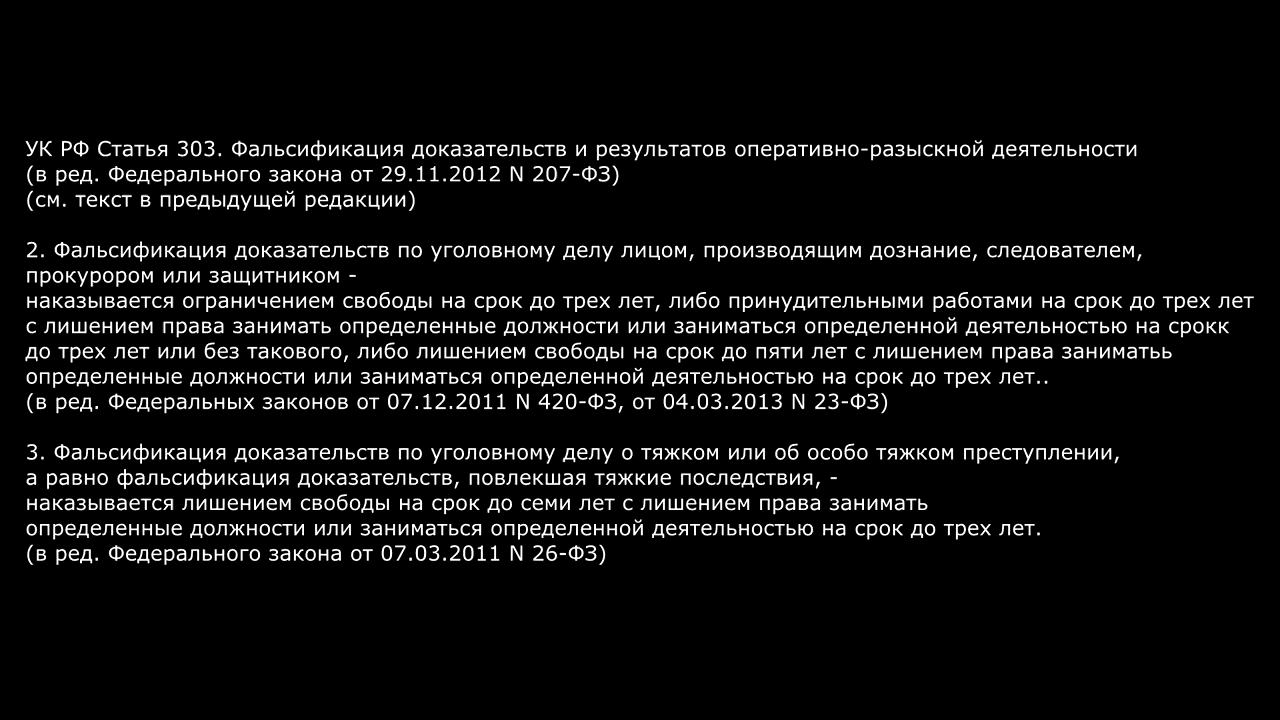 УК РФ Статья 303. Фальсификация доказательств и результатов оперативно-разыскной деятельности
(в ред. Федерального закона от 29.11.2012 N 207-ФЗ)
(см. текст в предыдущей редакции)
2. Фальсификация доказательств по уголовному делу лицом, производящим дознание, следователем,
прокурором или защитником -
наказывается ограничением свободы на срок до трех лет, либо принудительными работами на срок до трех лет
с лишением права занимать определенные должности или заниматься определенной деятельностью на срокк
до трех лет или без такового, либо лишением свободы на срок до пяти лет с лишением права заниматьь
определенные должности или заниматься определенной деятельностью на срок до трех лет..
(в ред. Федеральных законов от 07.12.2011 N 420-ФЗ, от 04.03.2013 N 23-ФЗ)
3. Фальсификация доказательств по уголовному делу о тяжком или об особо тяжком преступлении,
а равно фальсификация доказательств, повлекшая тяжкие последствия, -
наказывается лишением свободы на срок до семи лет с лишением права занимать
определенные должности или заниматься определенной деятельностью на срок до трех лет.
(в ред. Федерального закона от 07.03.2011 N 26-ФЗ)